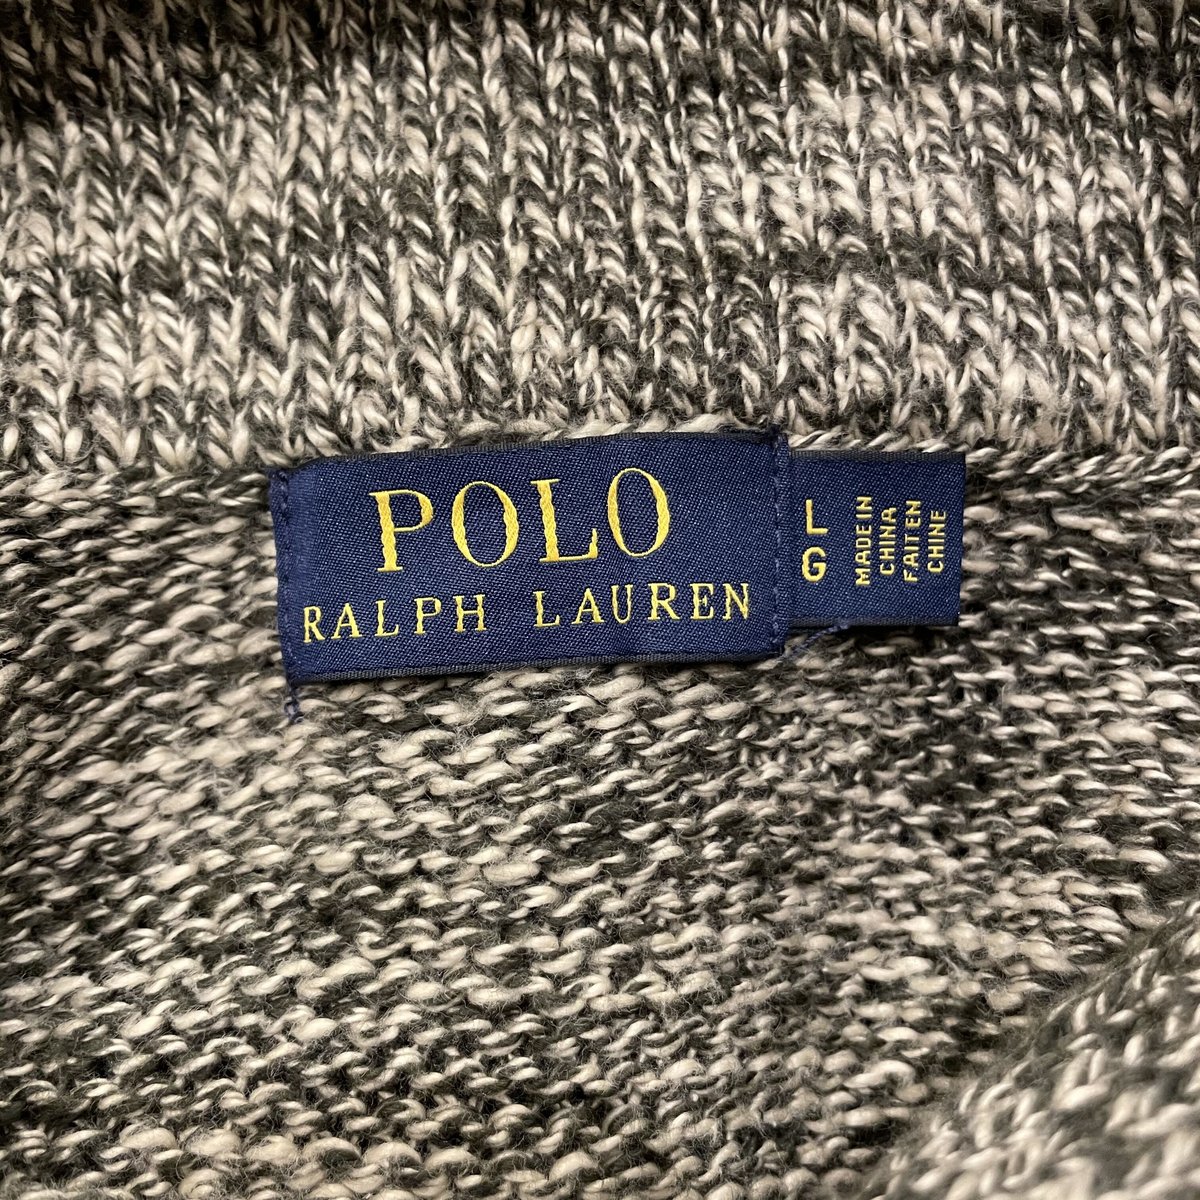 POLO
RALPH LAUREN
L
G
MADE IN
CHINA
FAIT EN
CHINE